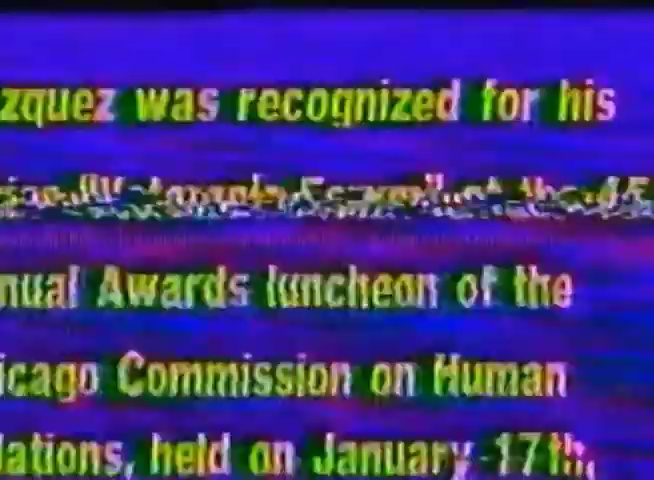 zquez was recognized for his
nual Awards luncheon of the
icago Commission on Human
lations, held on January 17th,